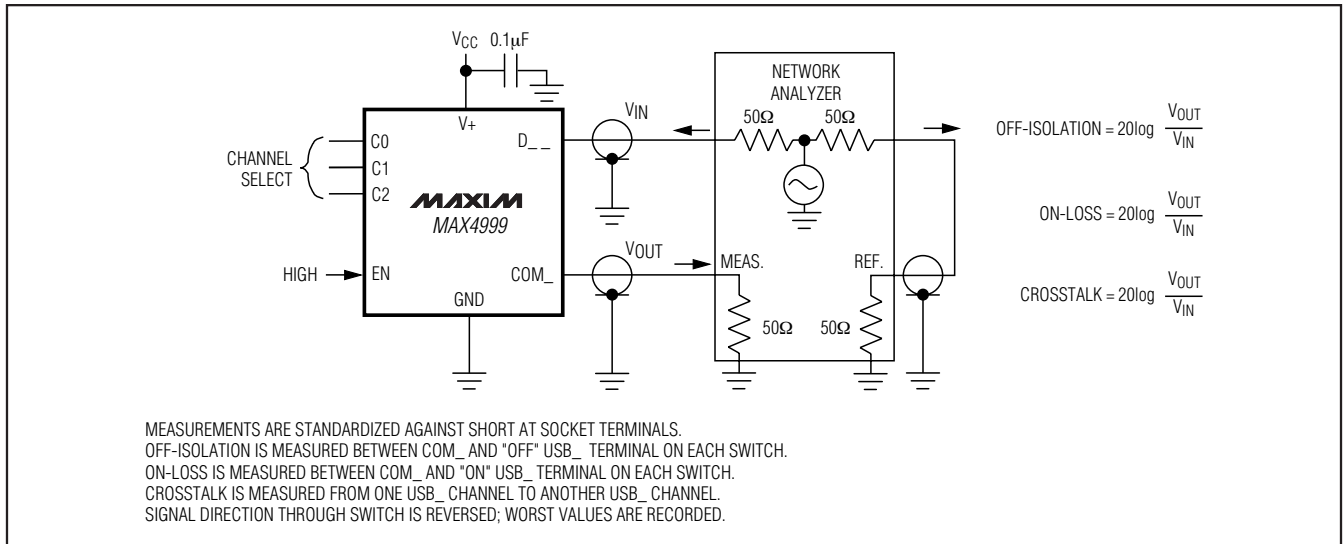 VCC 0.1μF
NETWORK
ANALYZER
50Ω 50Ω
VIN
V+
C0
C1
C2
CHANNEL
SELECT
D_ _
MAXIM
MAX4999
HIGH
EN
COM_
GND
VOUT
MEAS.
REF.
50Ω 50Ω
OFF-ISOLATION = 20log VOUT
VIN
ON-LOSS = 20log VOUT
VIN
CROSSTALK = 20log VOUT
VIN
MEASUREMENTS ARE STANDARDIZED AGAINST SHORT AT SOCKET TERMINALS.
OFF-ISOLATION IS MEASURED BETWEEN COM_ AND "OFF" USB_ TERMINAL ON EACH SWITCH.
ON-LOSS IS MEASURED BETWEEN COM_ AND "ON" USB_ TERMINAL ON EACH SWITCH.
CROSSTALK IS MEASURED FROM ONE USB_ CHANNEL TO ANOTHER USB_ CHANNEL.
SIGNAL DIRECTION THROUGH SWITCH IS REVERSED; WORST VALUES ARE RECORDED.